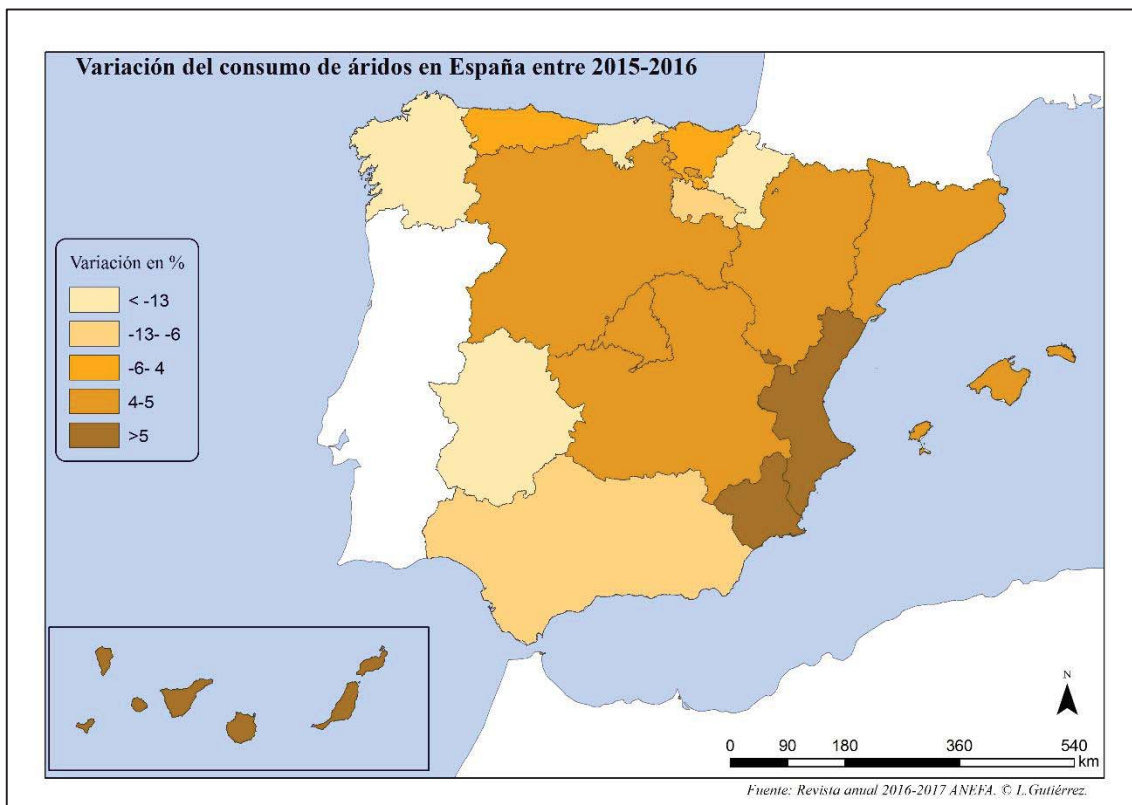 Variación del consumo de áridos en España entre 2015-2016
Variación en %
< -13
-13- -6
-6- 4
4-5
>5
N
0 90 180 360 540
km
Fuente: Revista anual 2016-2017 ANEFA. © L.Gutiérrez.